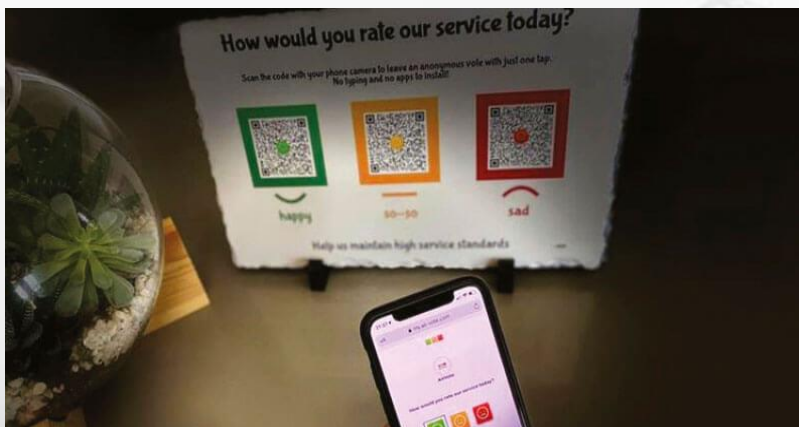 How would you rate our service today?
Scan the code with your phone camera to leave an anonymous vote with just one tap.
No typing and no apps to install!
happy
so-so
sad
Help us maintain high service standards
How would you rate our service today?